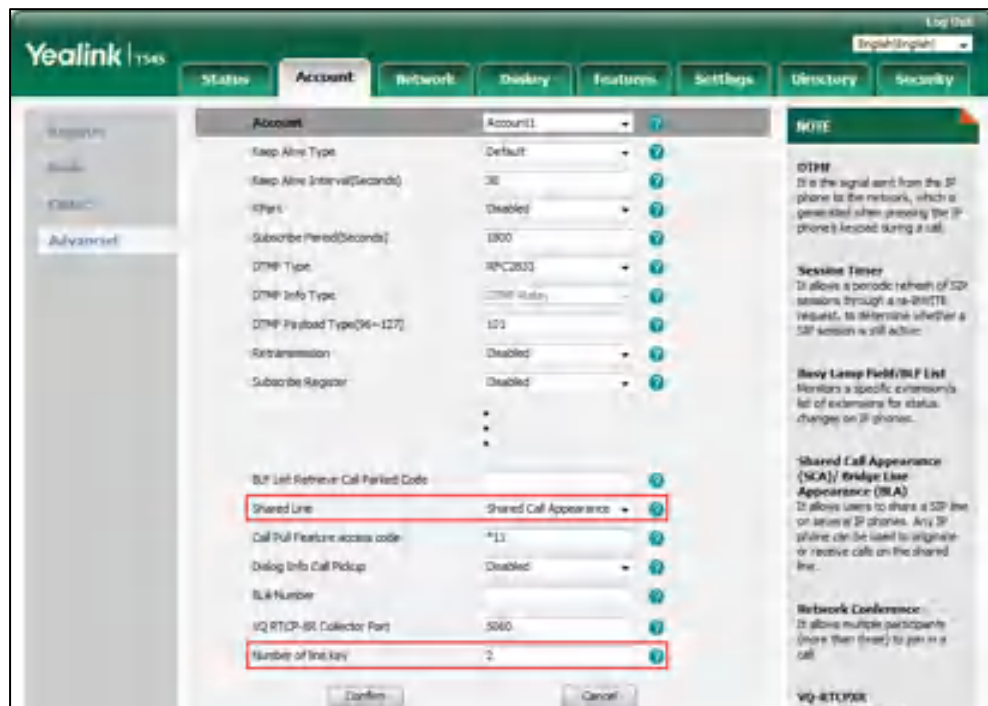 Log Out
English(English)
Yealink
Status
Account
Network
Dsskey
Features
Settings
Directory
Security
Register
Basic
Codec
Advanced
Account
Account1
Keep Alive Type
Default
Keep Alive Interval(Seconds)
30
RPort
Disabled
Subscribe Period(Seconds)
1800
DTMF Type
RFC2833
DTMF Info Type
DTMF-Relay
DTMF Payload Type(96~127)
101
Retransmission
Disabled
Subscribe Register
Disabled
BLF List Retrieve Call Parked Code
Shared Line
Shared Call Appearance
Call Pull Feature access code
*11
Dialog Info Call Pickup
Disabled
BLA Number
VQ RTCP-XR Collector Port
5060
Number of line key
2
Confirm
Cancel
NOTE
DTMF
It is the signal sent from the IP
phone to the network, which is
generated when pressing the IP
phone's keypad during a call.
Session Timer
It allows a periodic refresh of SIP
sessions through a re-INVITE
request, to determine whether a
SIP session is still active.
Busy Lamp Field/BLF List
Monitors a specific extension/a
list of extensions for status
changes on IP phones.
Shared Call Appearance
(SCA)/ Bridge Line
Appearance (BLA)
It allows users to share a SIP line
on several IP phones. Any IP
phone can be used to originate
or receive calls on the shared
line.
Network Conference
It allows multiple participants
(more than three) to join in a
call.
VQ-RTCPXR